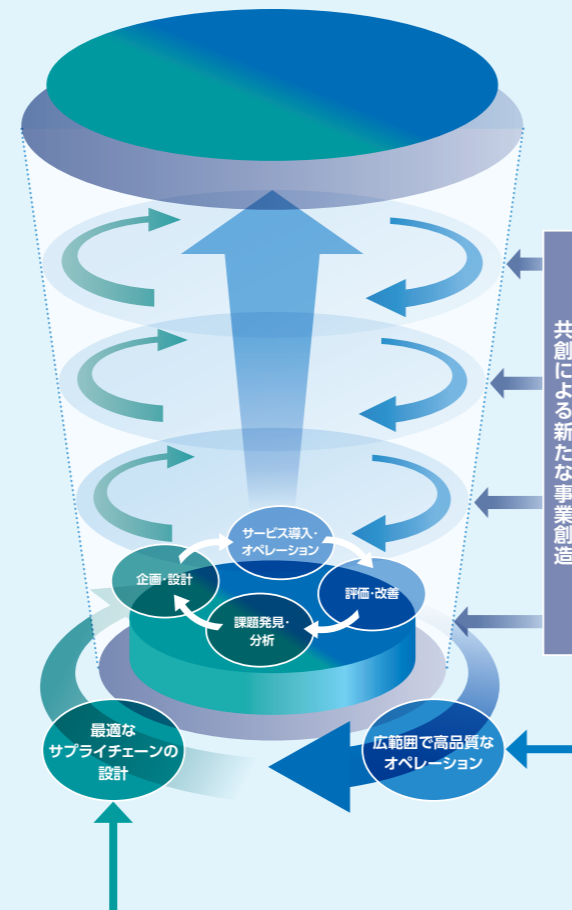 共創による新たな事業創造
サービス導入・
オペレーション
企画・設計
評価・改善
課題発見・
分析
最適な
サプライチェーンの
設計
広範囲で高品質な
オペレーション